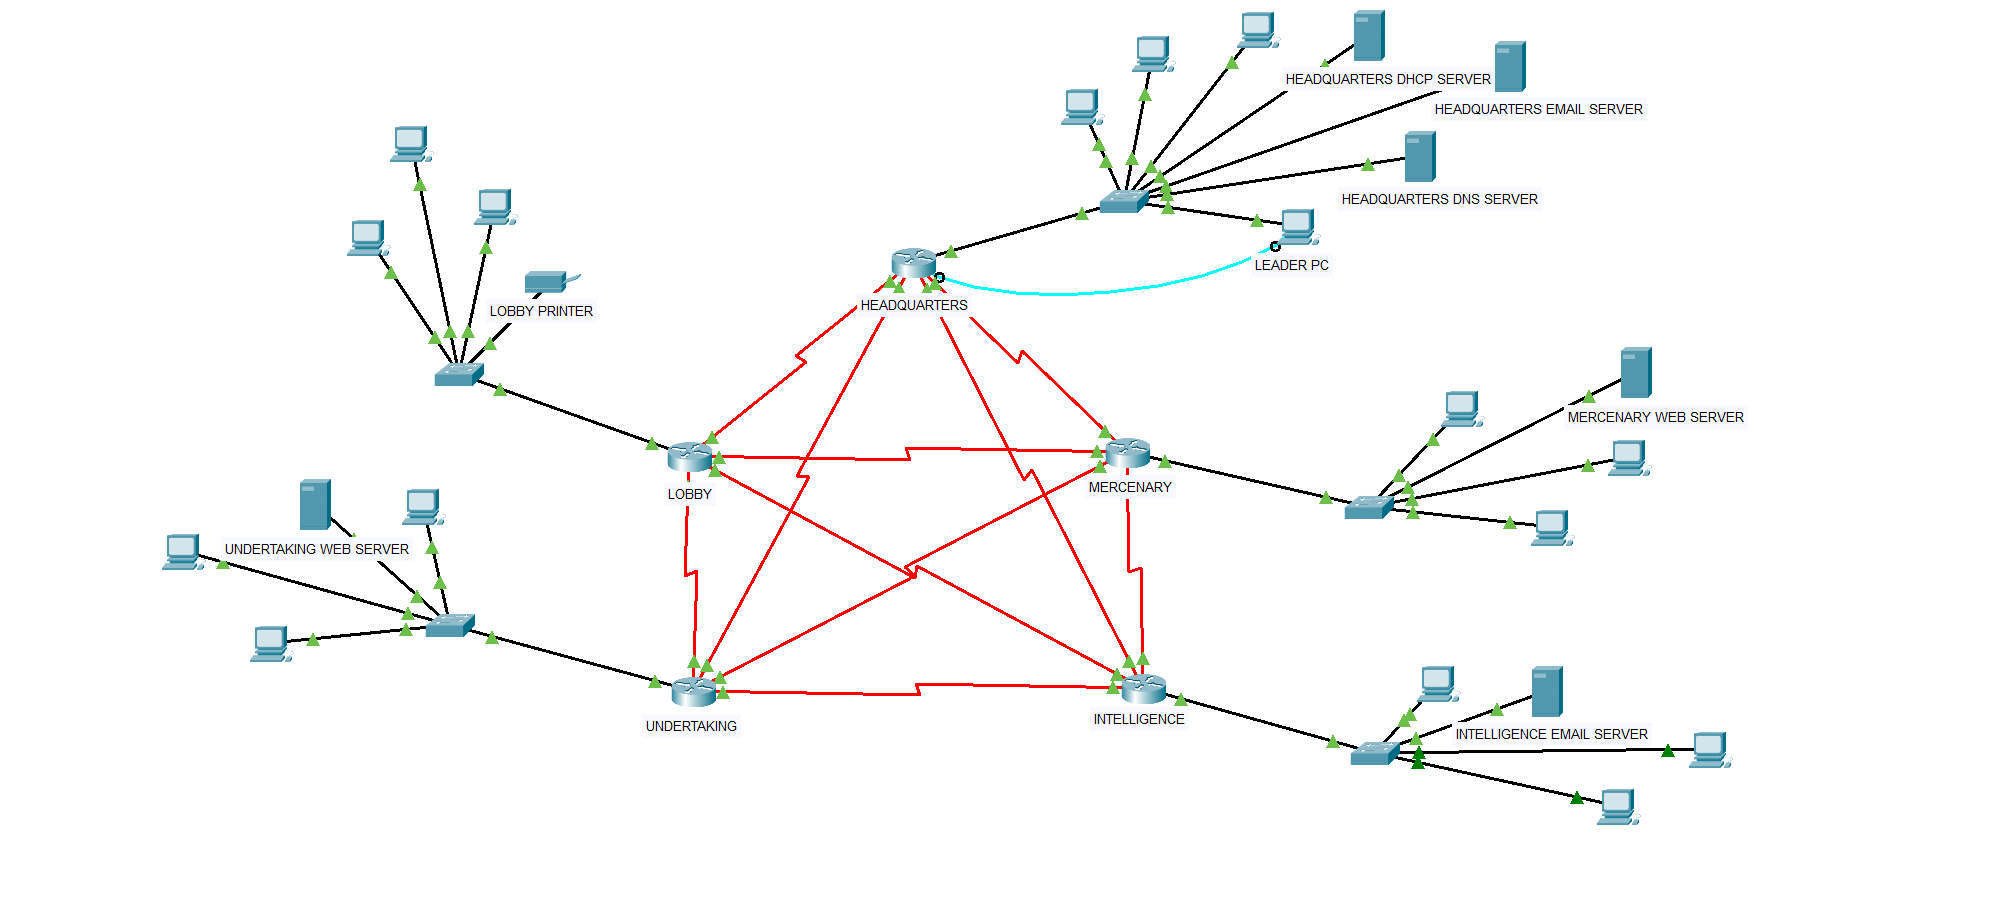 HEADQUARTERS DHCP SERVER
HEADQUARTERS EMAIL SERVER
HEADQUARTERS DNS SERVER
LEADER PC
HEADQUARTERS
LOBBY PRINTER
MERCENARY WEB SERVER
MERCENARY
LOBBY
UNDERTAKING WEB SERVER
UNDERTAKING
INTELLIGENCE
INTELLIGENCE EMAIL SERVER